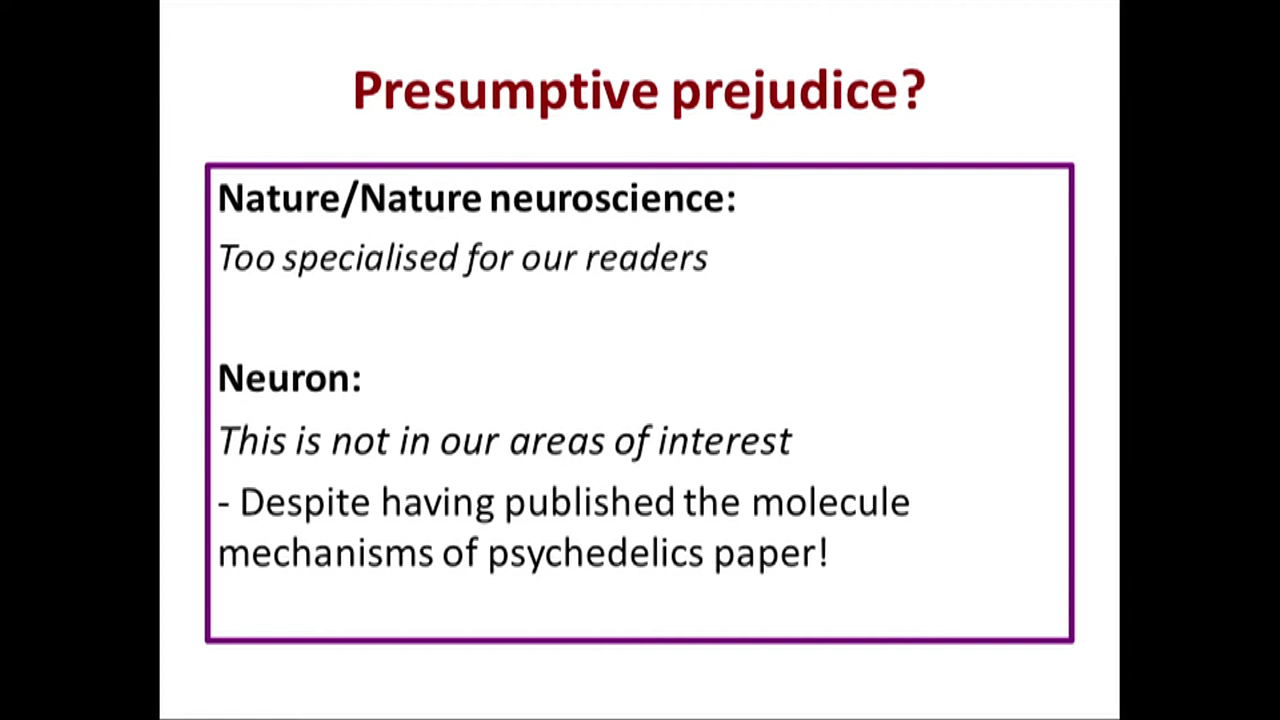 Presumptive prejudice?
Nature/Nature neuroscience:
Too specialised for our readers
Neuron:
This is not in our areas of interest
- Despite having published the molecule
mechanisms of psychedelics paper!